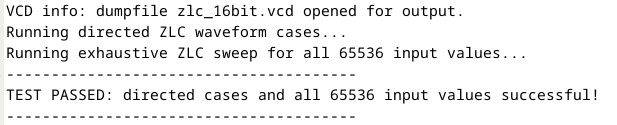 VCD info: dumpfile zlc_16bit.vcd opened for output.
Running directed ZLC waveform cases...
Running exhaustive ZLC sweep for all 65536 input values...
---------------------------------------
TEST PASSED: directed cases and all 65536 input values successful!
---------------------------------------